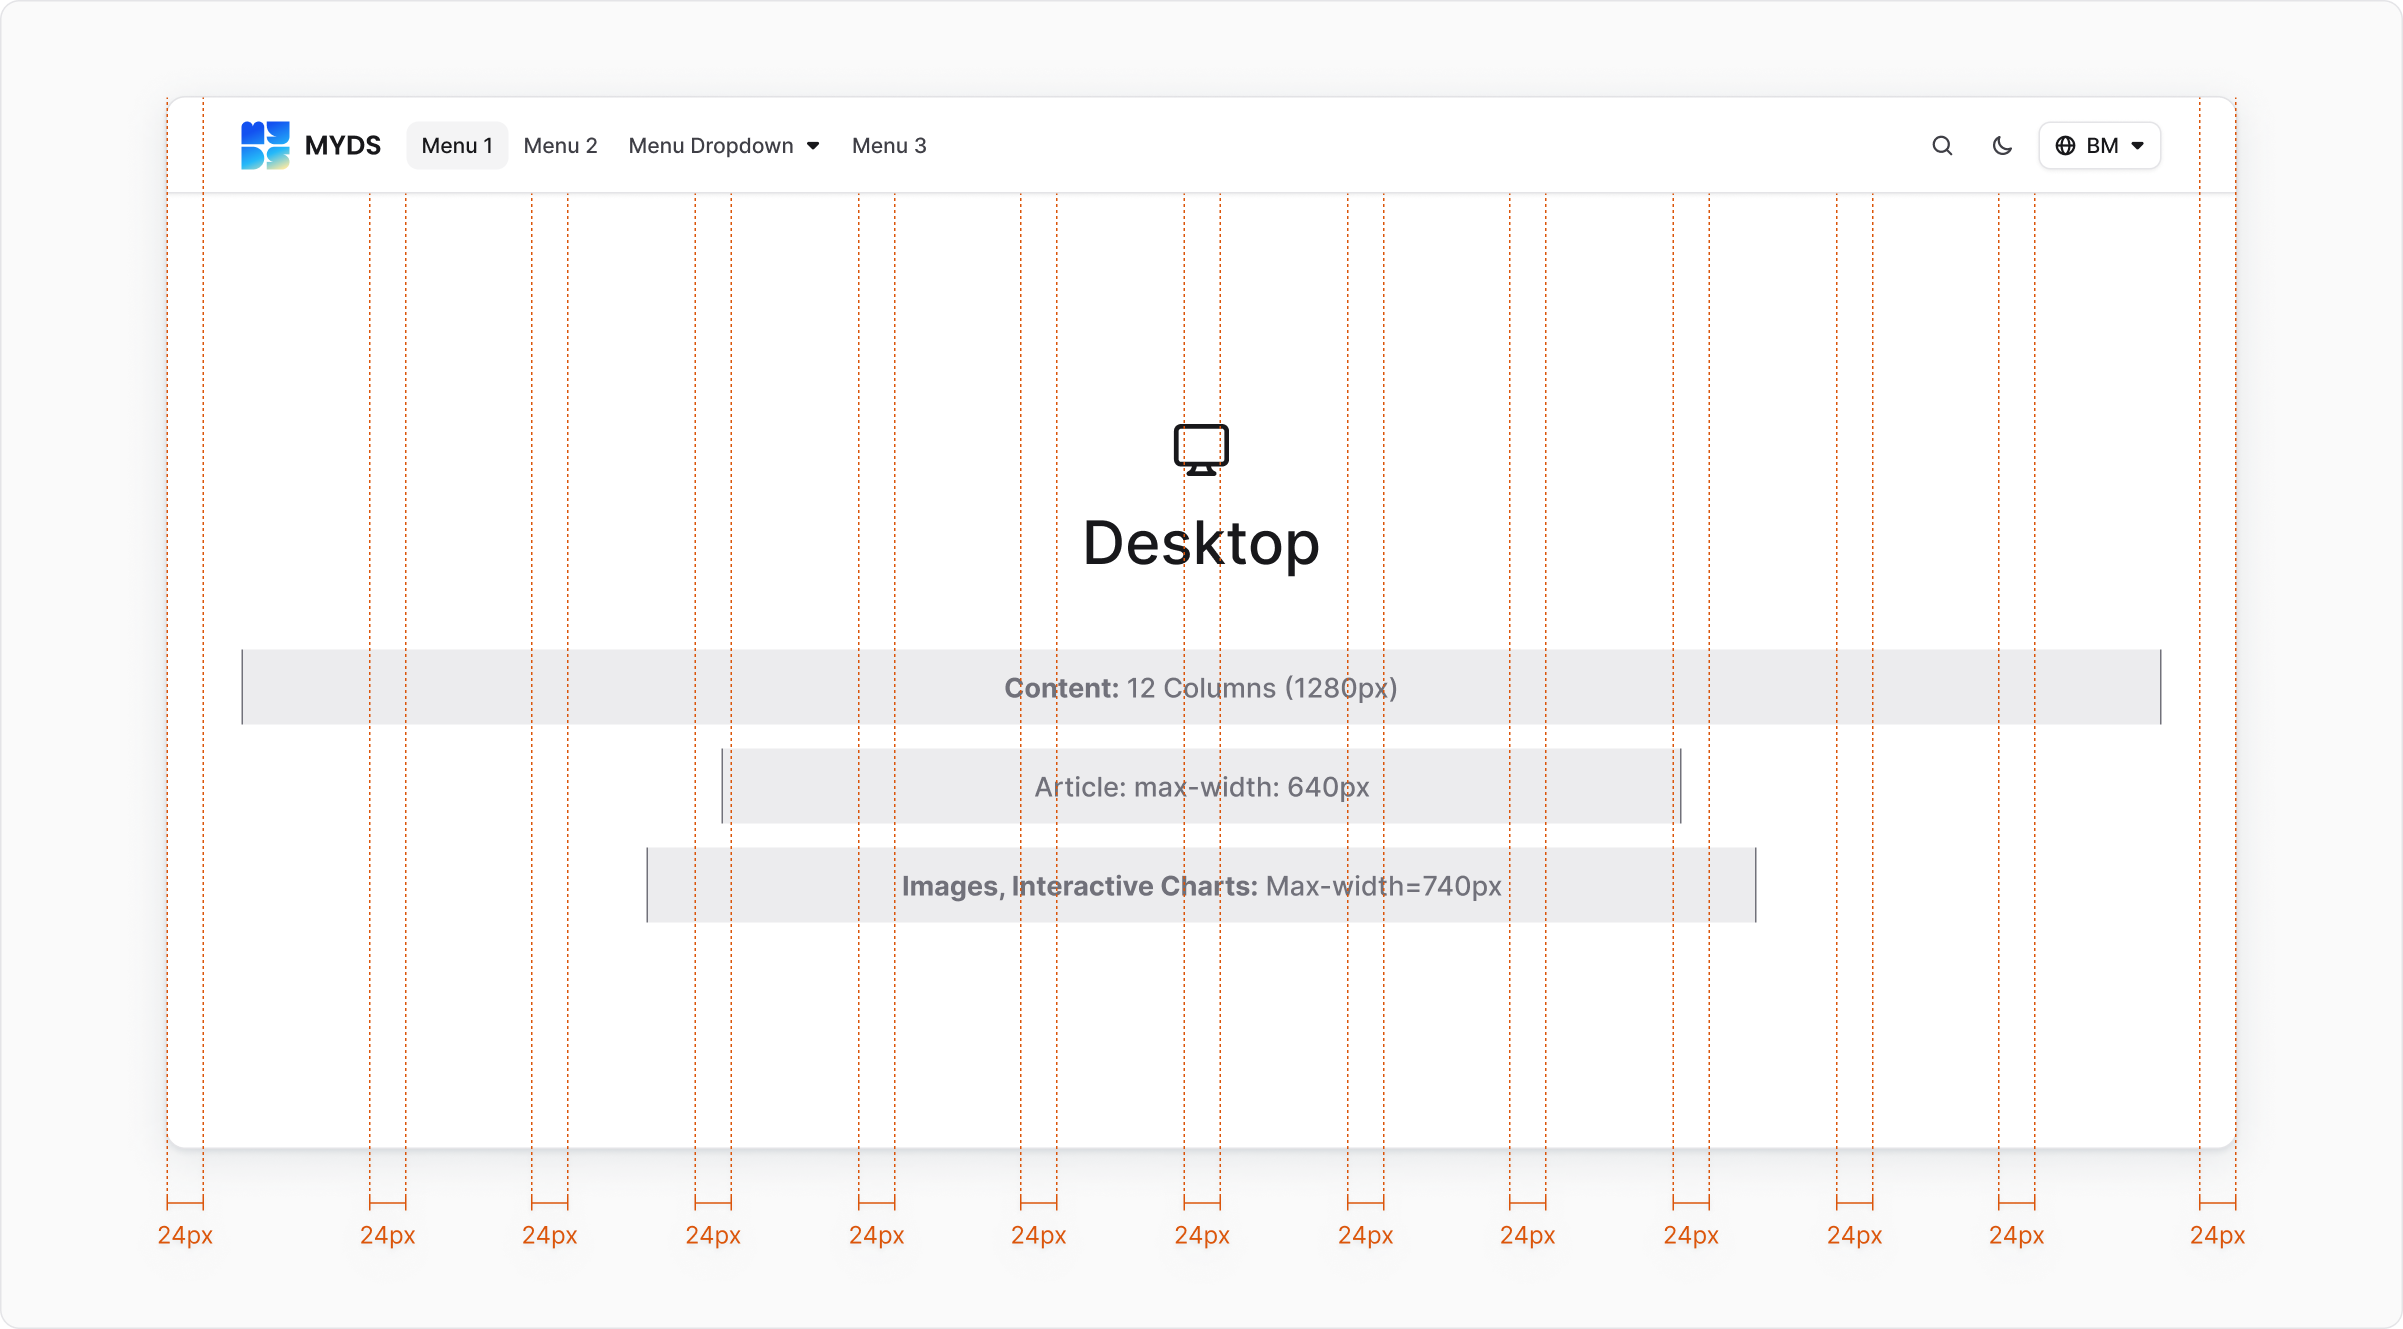 MYDS Menu 1 Menu 2 Menu Dropdown Menu 3 BM
Desktop
Content: 12 Columns (1280px)
Article: max-width: 640px
Images, Interactive Charts: Max-width=740px
24px 24px 24px 24px 24px 24px 24px 24px 24px 24px 24px 24px 24px